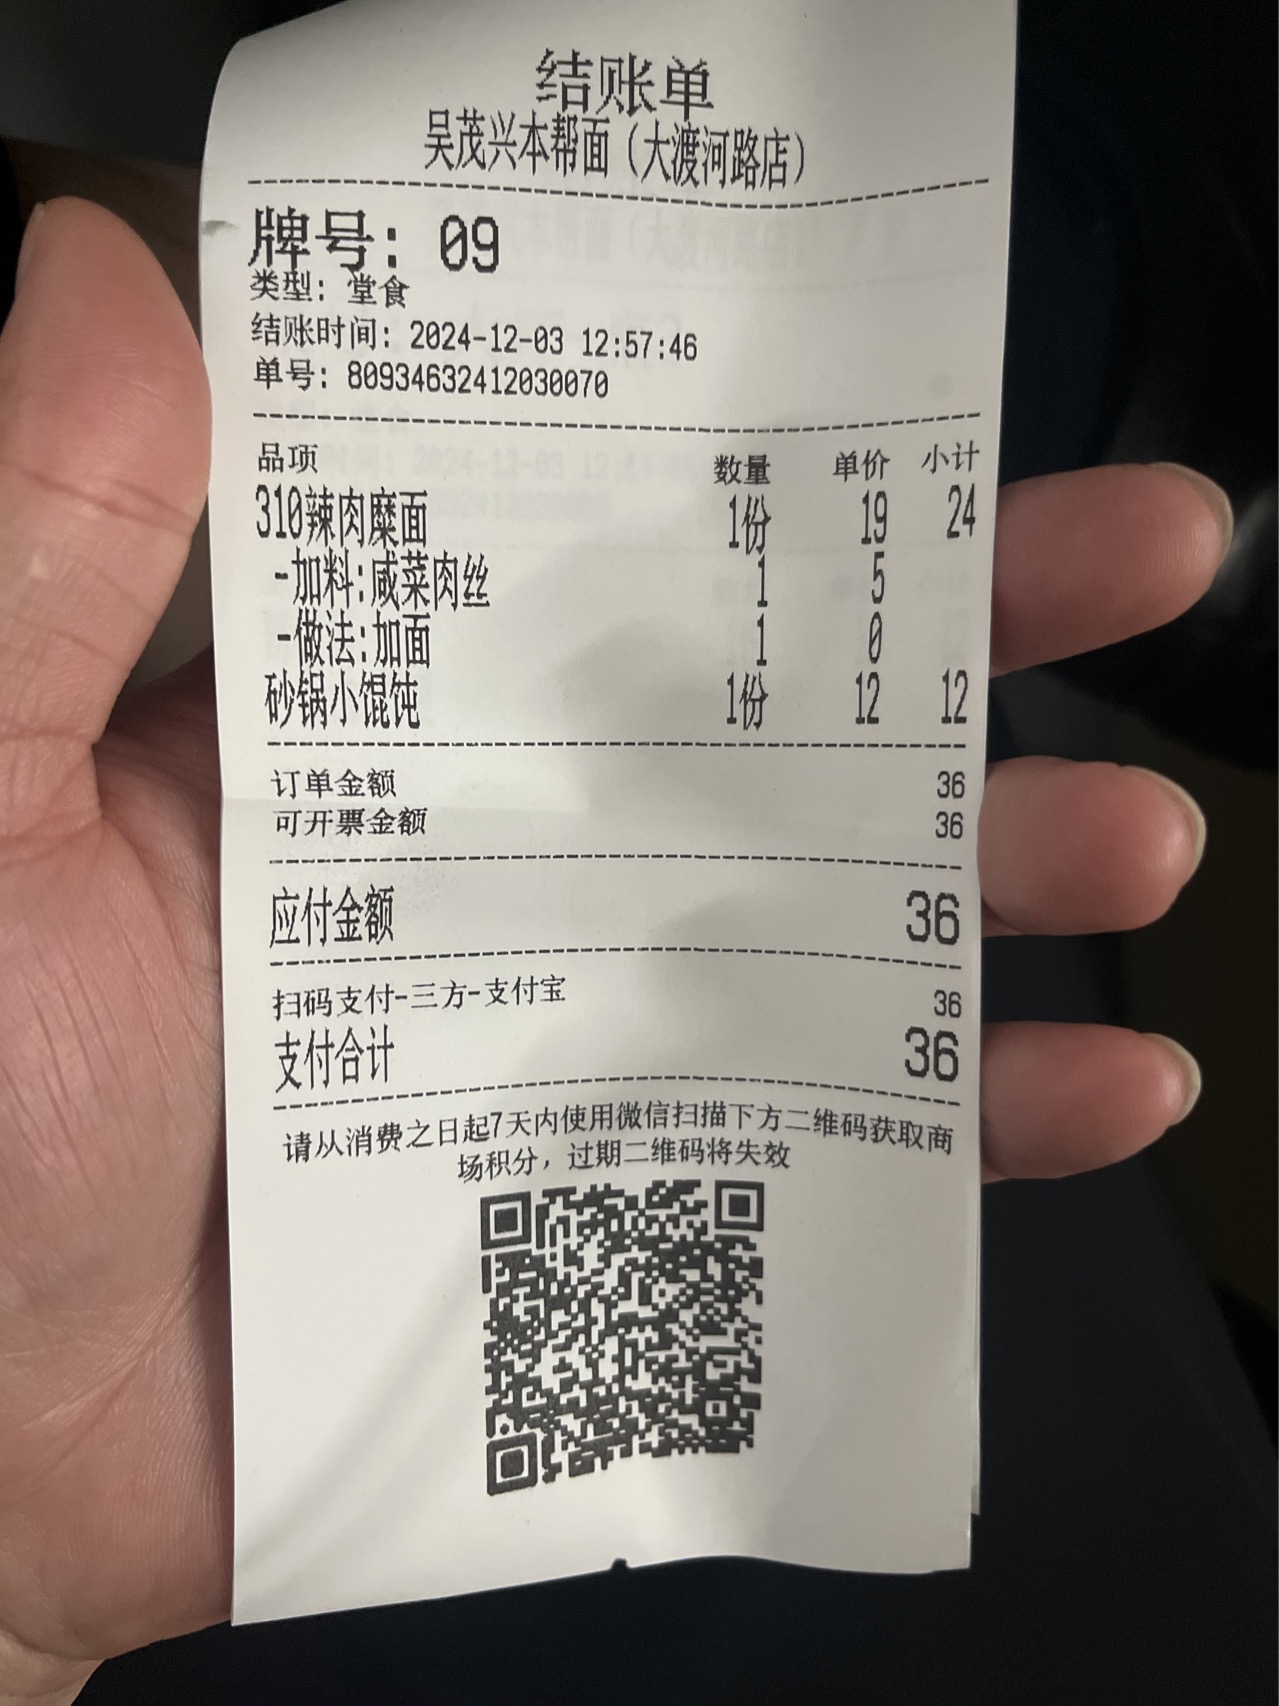 结账单
吴茂兴本帮面（大渡河路店）
牌号：09
类型：堂食
结账时间：2024-12-03 12:57:46
单号：80934632412030070
品项 数量 单价 小计
310辣肉糜面 1份 19 24
-加料:咸菜肉丝 1 5
-做法:加面 1 0
砂锅小馄饨 1份 12 12
订单金额 36
可开票金额 36
应付金额 36
扫码支付-三方-支付宝 36
支付合计 36
请从消费之日起7天内使用微信扫描下方二维码获取商
场积分，过期二维码将失效